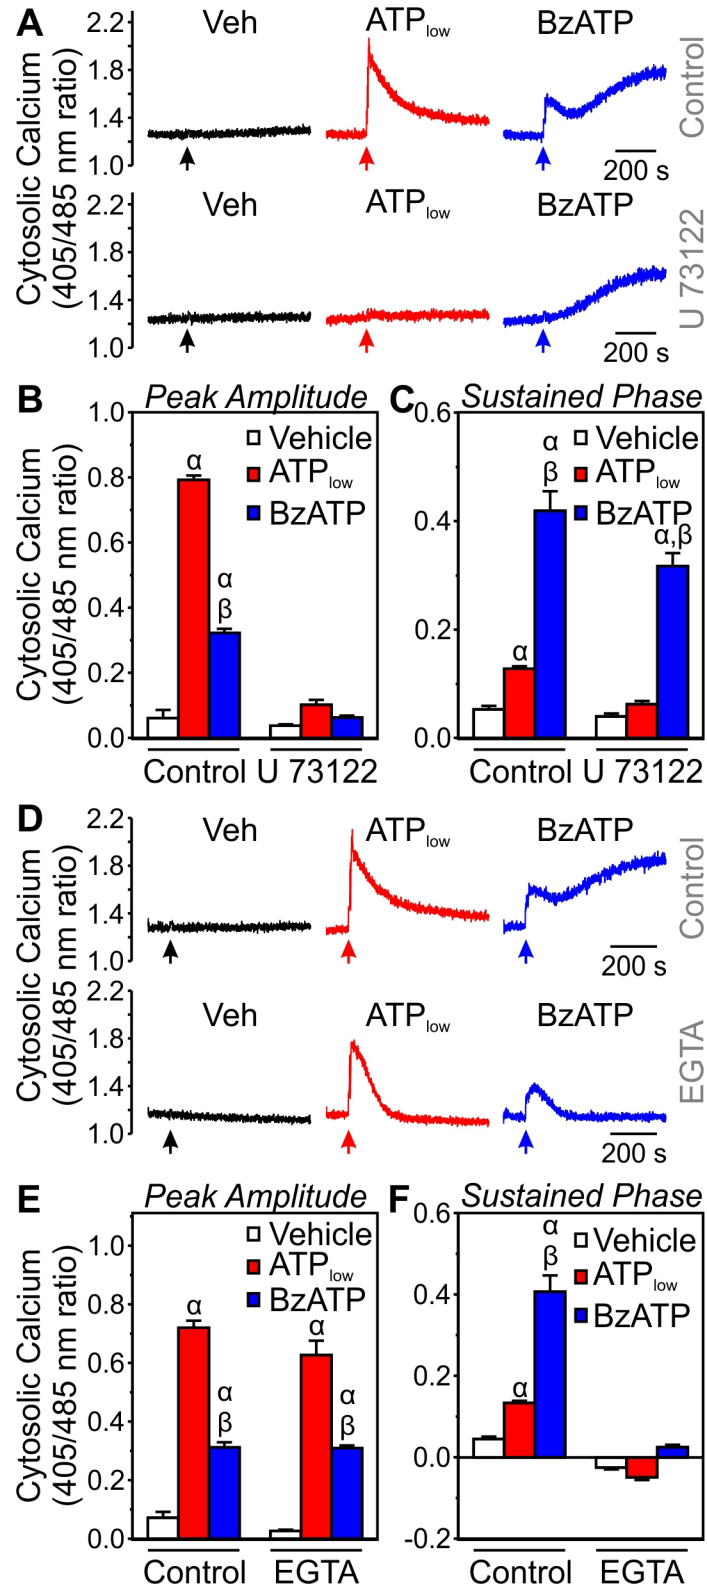 A
Veh ATPlow BzATP
2.2
1.8
1.4
1.0
Control
200 s
Cytosolic Calcium
(405/485 nm ratio)
Veh ATPlow BzATP
2.2
1.8
1.4
1.0
U 73122
200 s
B Peak Amplitude
Cytosolic Calcium
(405/485 nm ratio)
1.0
0.8
0.6
0.4
0.2
0.0
Vehicle
ATPlow
BzATP
α
α
β
Control U 73122
C Sustained Phase
0.6
0.4
0.2
0.0
Vehicle
ATPlow
BzATP
α
α
β
α,β
Control U 73122
D
Veh ATPlow BzATP
2.2
1.8
1.4
1.0
Control
200 s
Cytosolic Calcium
(405/485 nm ratio)
Veh ATPlow BzATP
2.2
1.8
1.4
1.0
EGTA
200 s
E Peak Amplitude
Cytosolic Calcium
(405/485 nm ratio)
1.0
0.8
0.6
0.4
0.2
0.0
Vehicle
ATPlow
BzATP
α
α
β
α
α
β
Control EGTA
F Sustained Phase
0.6
0.4
0.2
0.0
-0.2
Vehicle
ATPlow
BzATP
α
α
β
Control EGTA